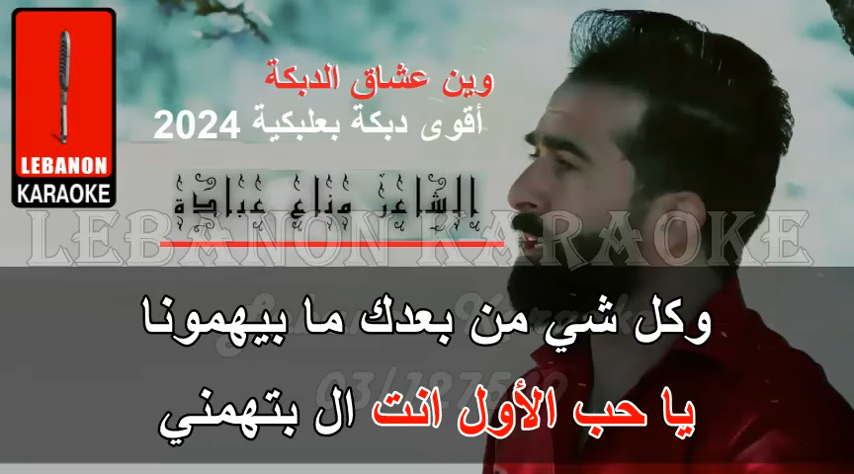 LEBANON
KARAOKE
وين عشاق الدبكة
أقوى دبكة بعلبكية 2024
الشاعر مناع عبادة
LEBANON KARAOKE
وكل شي من بعدك ما بيهمونا
يا حب الأول انت ال بتهمني